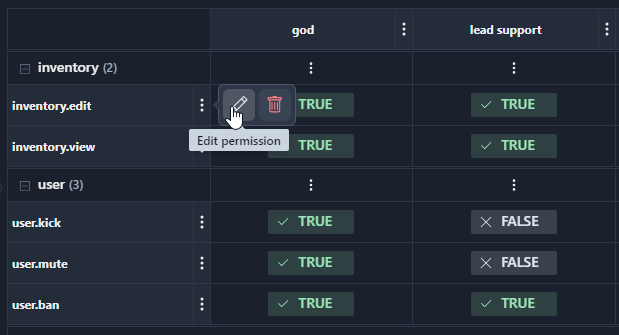 god lead support
inventory (2)
inventory.edit TRUE TRUE
Edit permission
inventory.view TRUE TRUE
user (3)
user.kick TRUE FALSE
user.mute TRUE FALSE
user.ban TRUE TRUE